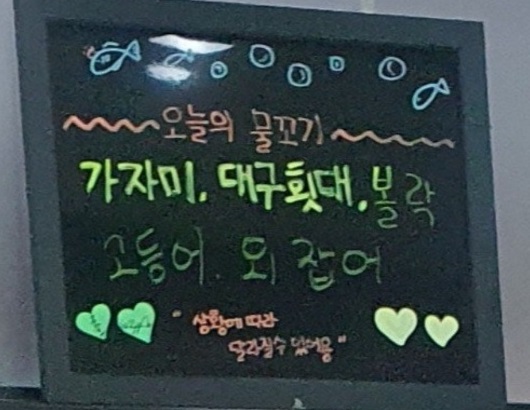 오늘의 물꼬기
가자미. 대구횟대. 볼락
고등어. 외 잡어
"상황에 따라
달라질수 있어용"